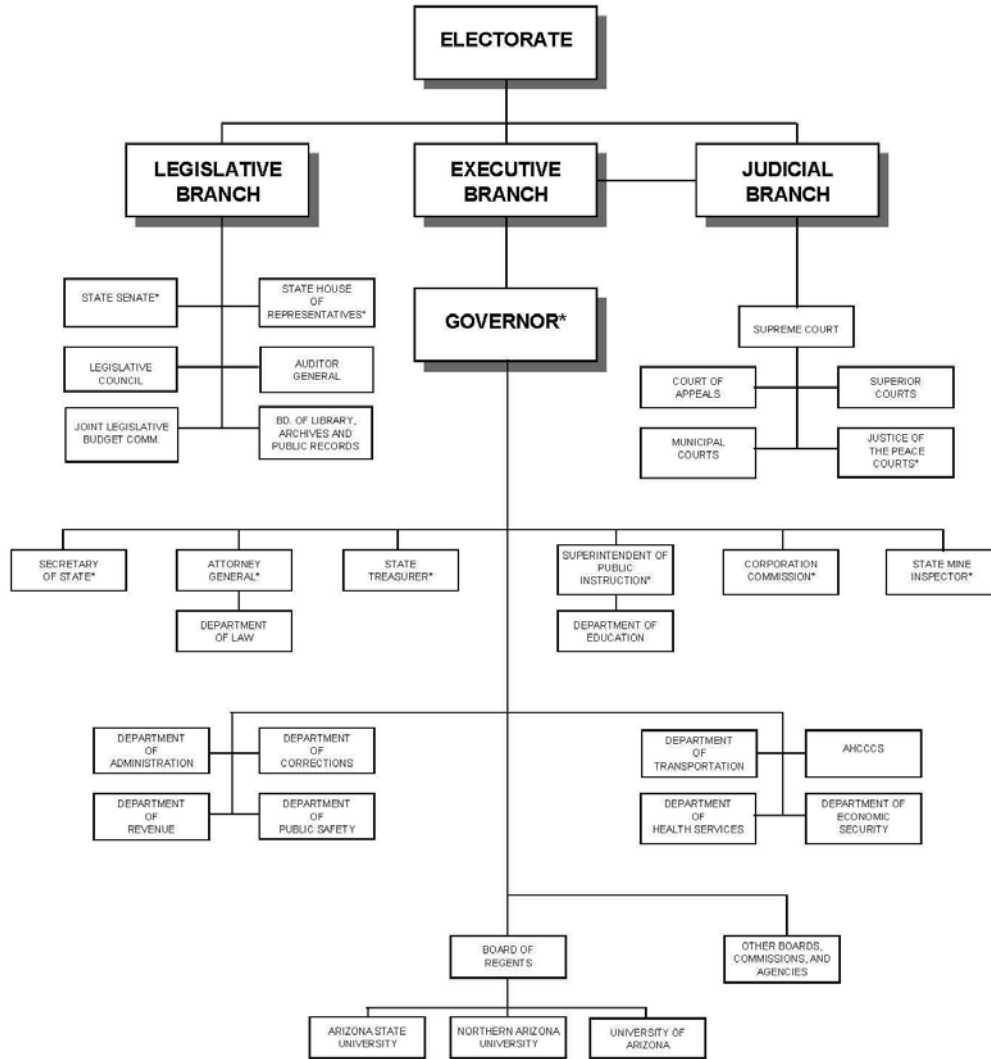 ELECTORATE
LEGISLATIVE
BRANCH
EXECUTIVE
BRANCH
JUDICIAL
BRANCH
STATE SENATE*
STATE HOUSE
OF
REPRESENTATIVES*
LEGISLATIVE
COUNCIL
AUDITOR
GENERAL
JOINT LEGISLATIVE
BUDGET COMM.
BD. OF LIBRARY,
ARCHIVES AND
PUBLIC RECORDS
GOVERNOR*
SUPREME COURT
COURT OF
APPEALS
SUPERIOR
COURTS
MUNICIPAL
COURTS
JUSTICE OF
THE PEACE
COURTS*
SECRETARY
OF STATE*
ATTORNEY
GENERAL*
STATE
TREASURER*
SUPERINTENDENT OF
PUBLIC
INSTRUCTION*
CORPORATION
COMMISSION*
STATE MINE
INSPECTOR*
DEPARTMENT
OF LAW
DEPARTMENT OF
EDUCATION
DEPARTMENT
OF
ADMINISTRATION
DEPARTMENT
OF
CORRECTIONS
DEPARTMENT
OF
REVENUE
DEPARTMENT
OF
PUBLIC SAFETY
DEPARTMENT
OF
TRANSPORTATION
AHCCCS
DEPARTMENT
OF
HEALTH SERVICES
DEPARTMENT OF
ECONOMIC
SECURITY
BOARD OF
REGENTS
OTHER BOARDS,
COMMISSIONS, AND
AGENCIES
ARIZONA STATE
UNIVERSITY
NORTHERN ARIZONA
UNIVERSITY
UNIVERSITY OF
ARIZONA